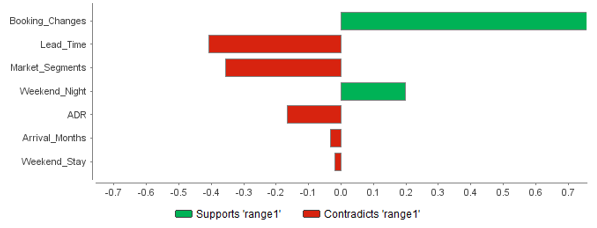 Booking_Changes
Lead_Time
Market_Segments
Weekend_Night
ADR
Arrival_Months
Weekend_Stay
-0.7 -0.6 -0.5 -0.4 -0.3 -0.2 -0.1 0.0 0.1 0.2 0.3 0.4 0.5 0.6 0.7
Supports 'range1' Contradicts 'range1'